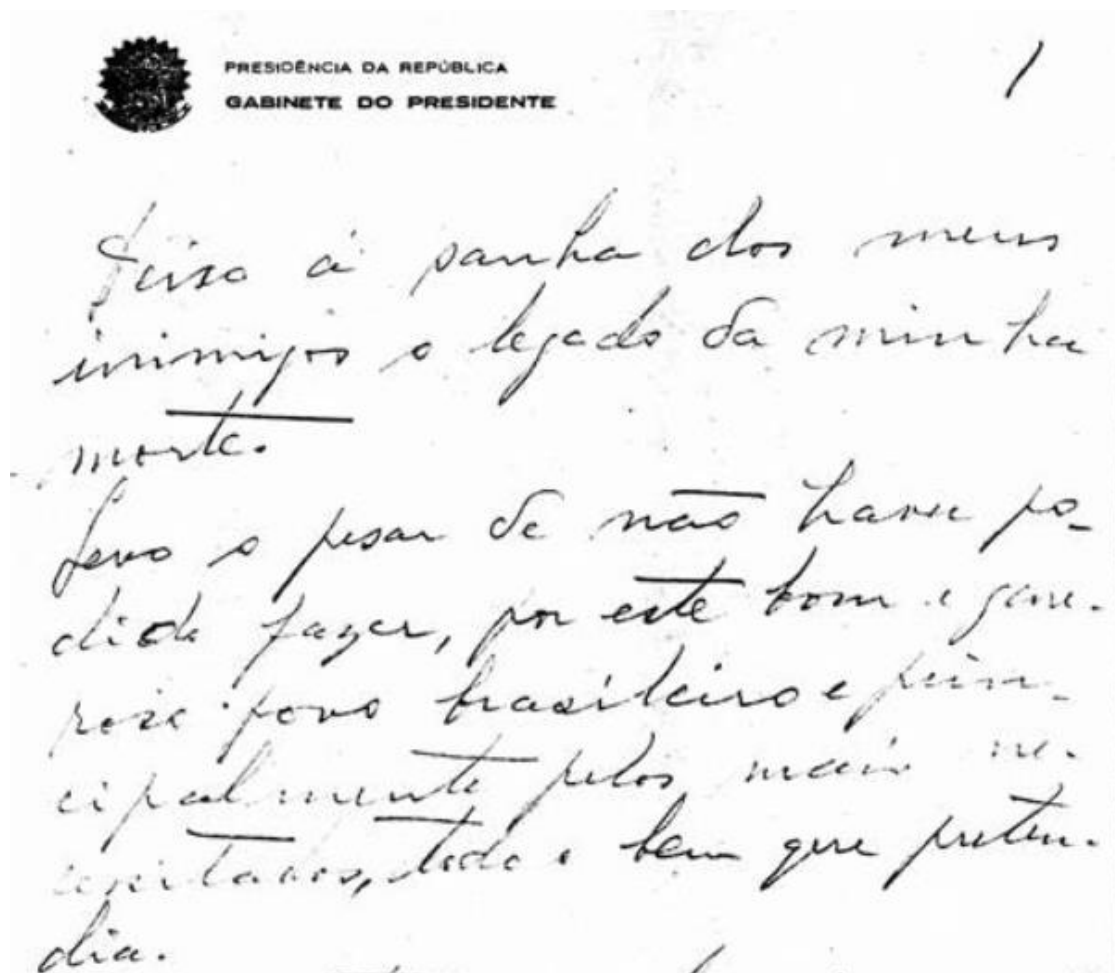 PRESIDÊNCIA DA REPÚBLICA
GABINETE DO PRESIDENTE
1
Deixo á sanha dos meus
inimigos o legado da minha
morte.
Levo o pesar de não haver po-
dido fazer, por este bom e gene-
roso povo brasileiro e prin-
cipalmente pelos mais ne-
cessitados, todo o bem que preten-
dia.